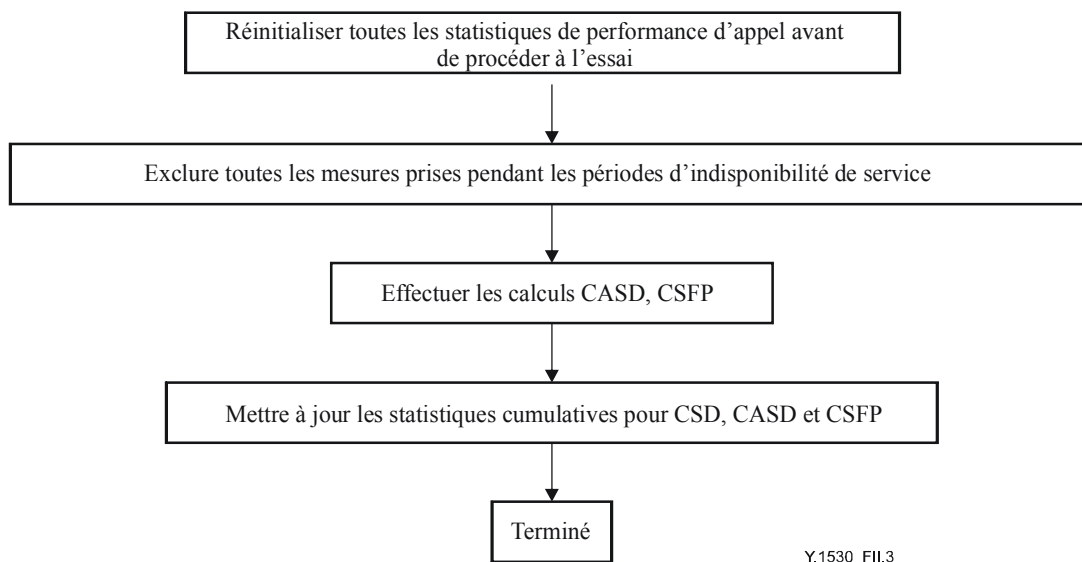 Réinitialiser toutes les statistiques de performance d’appel avant
de procéder à l’essai
Exclure toutes les mesures prises pendant les périodes d’indisponibilité de service
Effectuer les calculs CASD, CSFP
Mettre à jour les statistiques cumulatives pour CSD, CASD et CSFP
Terminé
Y.1530_FII.3